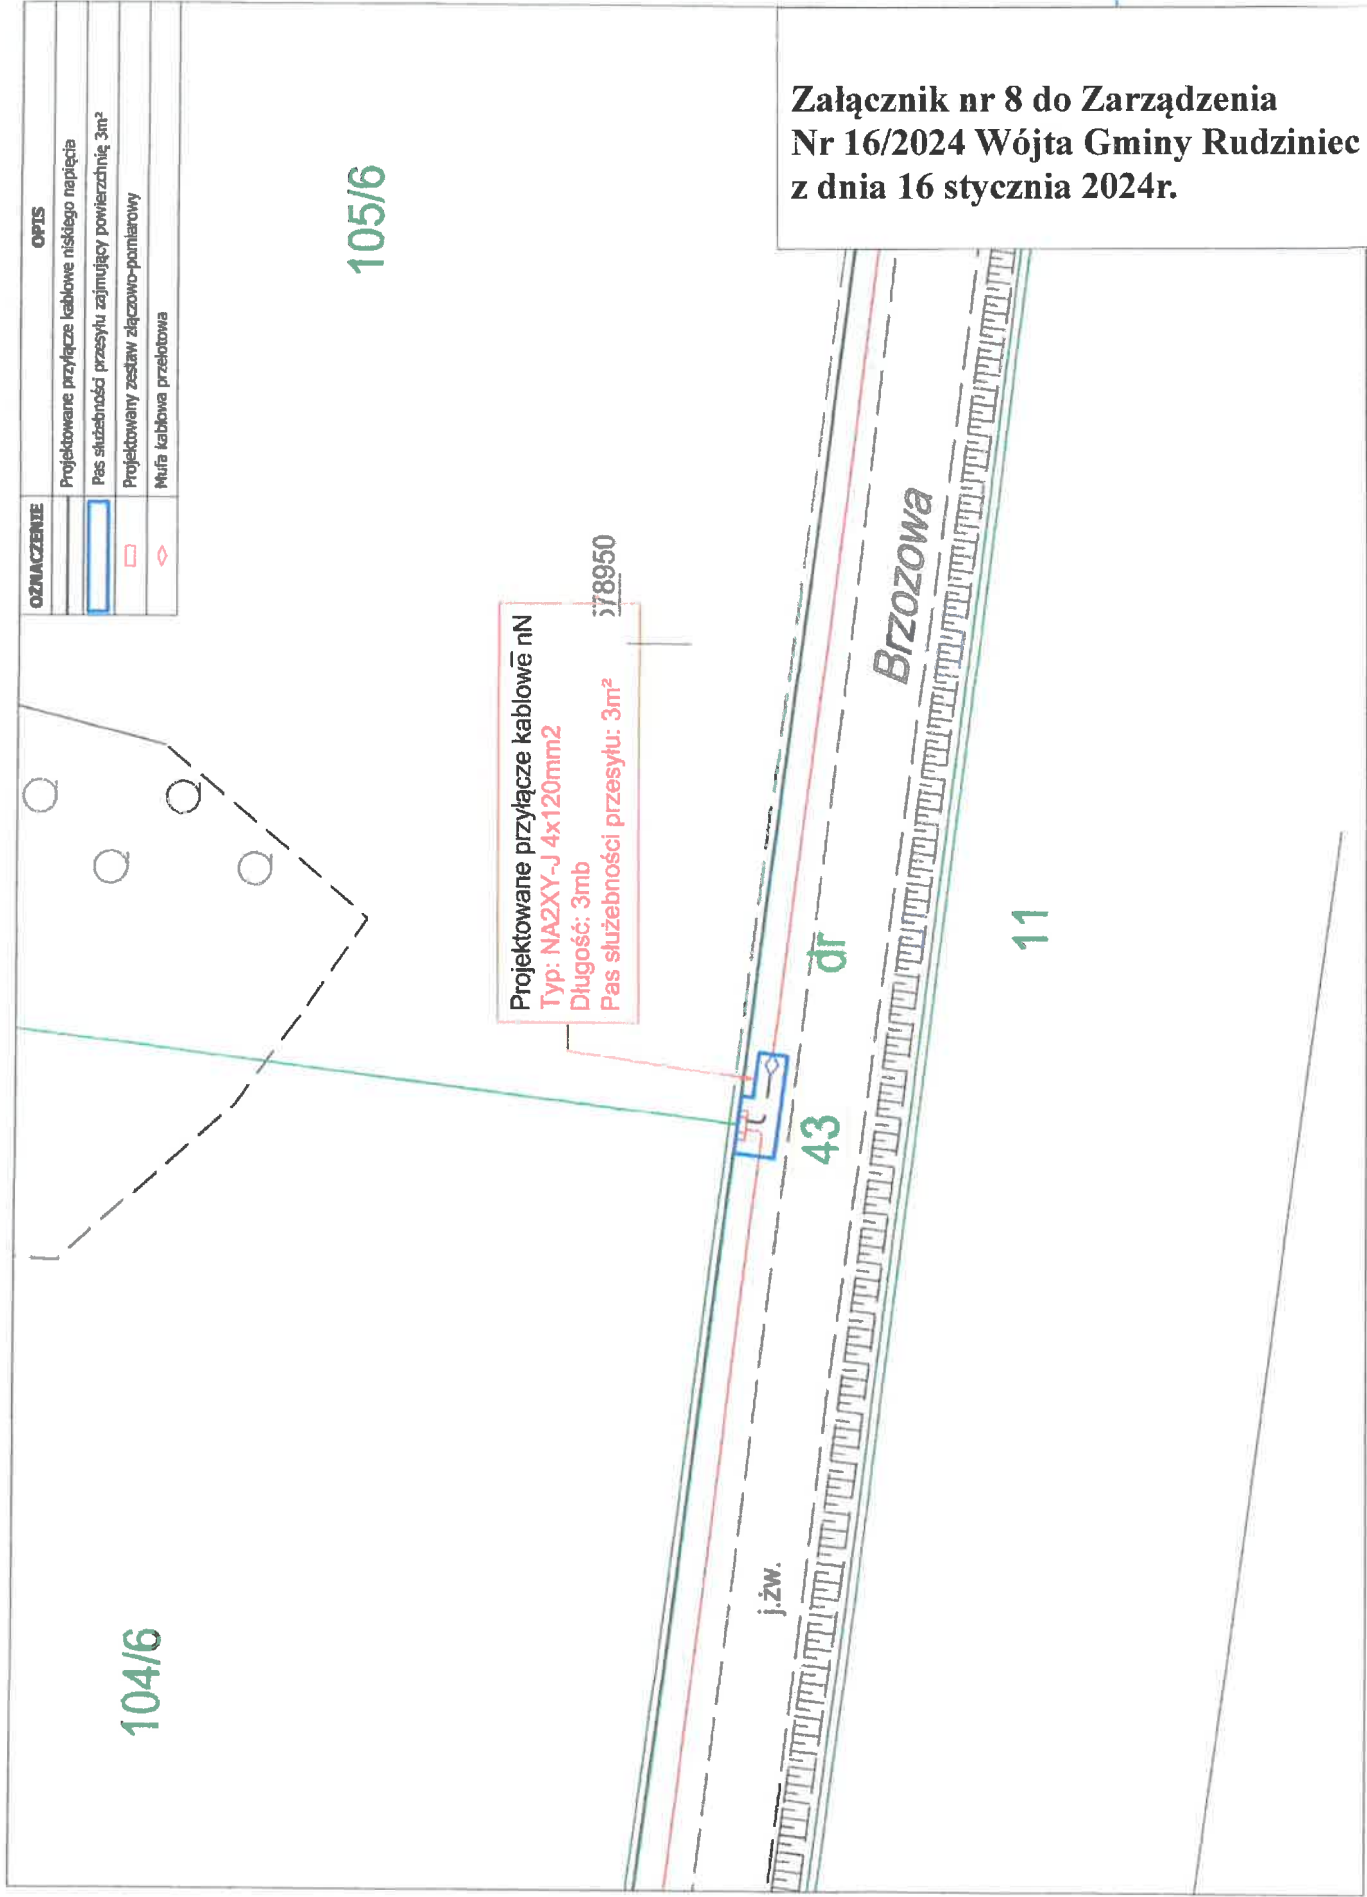 Załącznik nr 8 do Zarządzenia
Nr 16/2024 Wójta Gminy Rudziniec
z dnia 16 stycznia 2024r.
OZNACZENIE OPIS
Projektowane przyłącze kablowe niskiego napięcia
Pas służebności przesyłu zajmujący powierzchnię 3m²
Projektowany zestaw złączowo-pomiarowy
Mufa kablowa przelotowa
105/6
104/6
Projektowane przyłącze kablowe nN
Typ: NA2XY-J 4x120mm2
Długość: 3mb
Pas służebności przesyłu: 3m²
78950
Brzozowa
dr
43
11
j.żw.